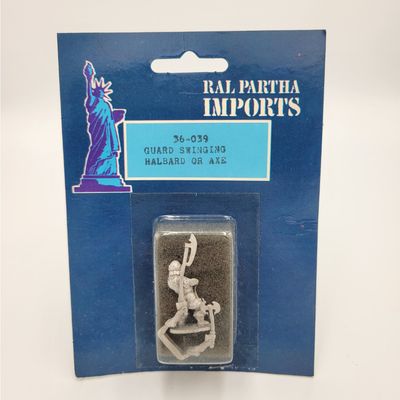 RAL PARTHA
IMPORTS
36-039
GUARD SWINGING
HALBARD OR AXE